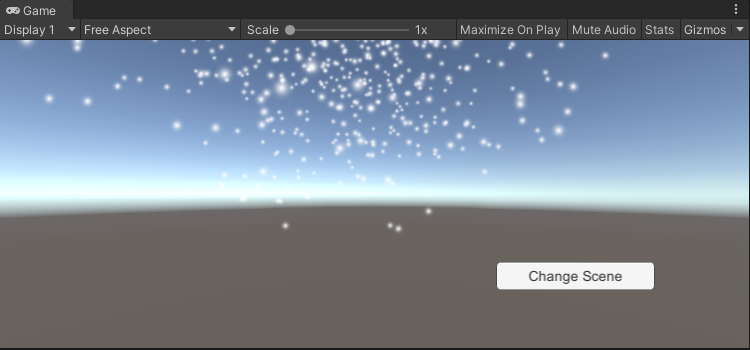 Game
Display 1 Free Aspect Scale 1x Maximize On Play Mute Audio Stats Gizmos
Change Scene